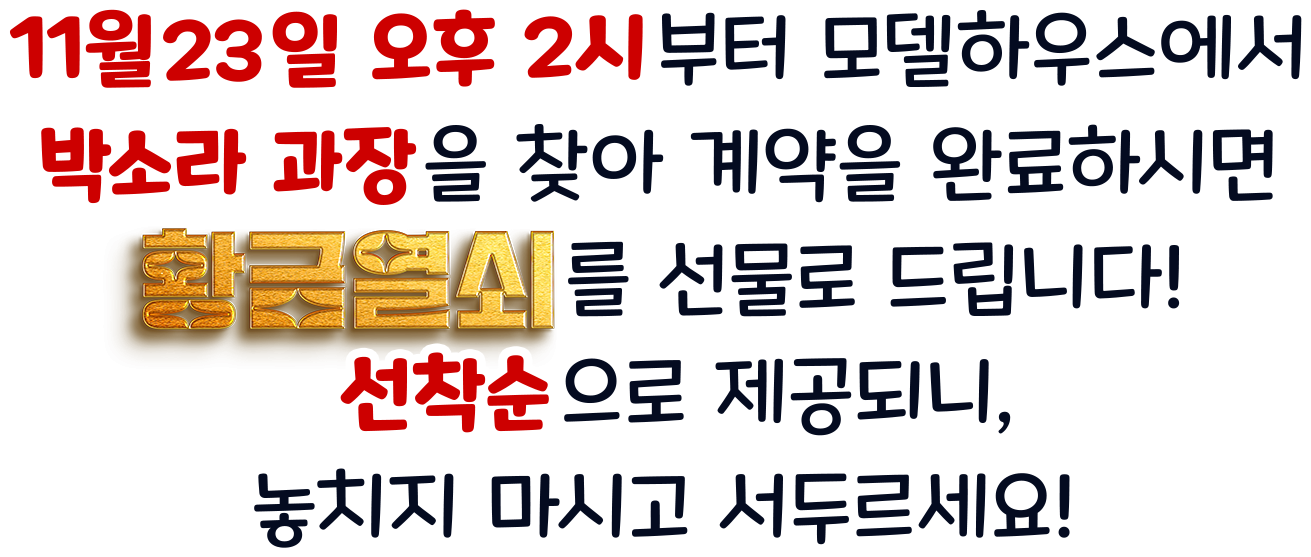 11월23일 오후 2시부터 모델하우스에서
박소라 과장을 찾아 계약을 완료하시면
황금열쇠를 선물로 드립니다!
선착순으로 제공되니,
놓치지 마시고 서두르세요!